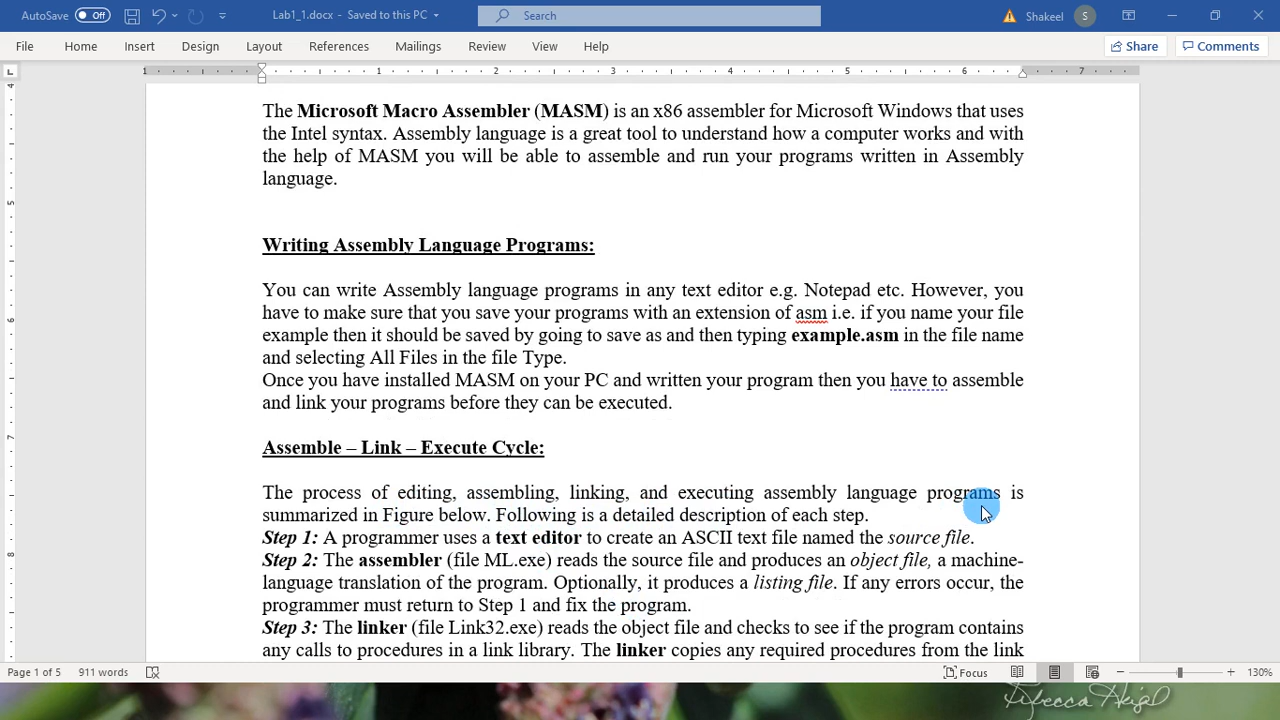 AutoSave Off Lab1_1.docx - Saved to this PC Search Shakeel S
File Home Insert Design Layout References Mailings Review View Help Share Comments
1 1 2 3 4 5 6 7
4
5
6
7
8
The Microsoft Macro Assembler (MASM) is an x86 assembler for Microsoft Windows that uses
the Intel syntax. Assembly language is a great tool to understand how a computer works and with
the help of MASM you will be able to assemble and run your programs written in Assembly
language.
Writing Assembly Language Programs:
You can write Assembly language programs in any text editor e.g. Notepad etc. However, you
have to make sure that you save your programs with an extension of asm i.e. if you name your file
example then it should be saved by going to save as and then typing example.asm in the file name
and selecting All Files in the file Type.
Once you have installed MASM on your PC and written your program then you have to assemble
and link your programs before they can be executed.
Assemble – Link – Execute Cycle:
The process of editing, assembling, linking, and executing assembly language programs is
summarized in Figure below. Following is a detailed description of each step.
Step 1: A programmer uses a text editor to create an ASCII text file named the source file.
Step 2: The assembler (file ML.exe) reads the source file and produces an object file, a machine-
language translation of the program. Optionally, it produces a listing file. If any errors occur, the
programmer must return to Step 1 and fix the program.
Step 3: The linker (file Link32.exe) reads the object file and checks to see if the program contains
any calls to procedures in a link library. The linker copies any required procedures from the link
Page 1 of 5 911 words Focus 130%